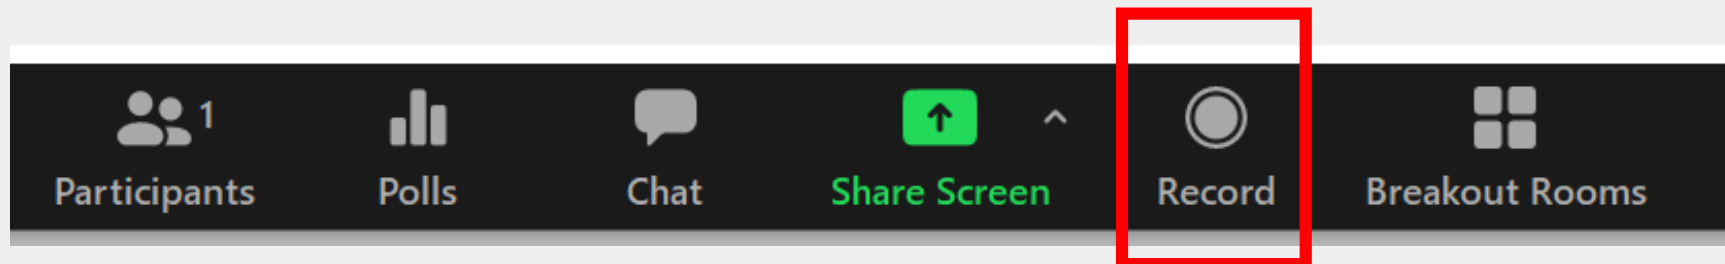 1
Participants
Polls
Chat
Share Screen
Record
Breakout Rooms